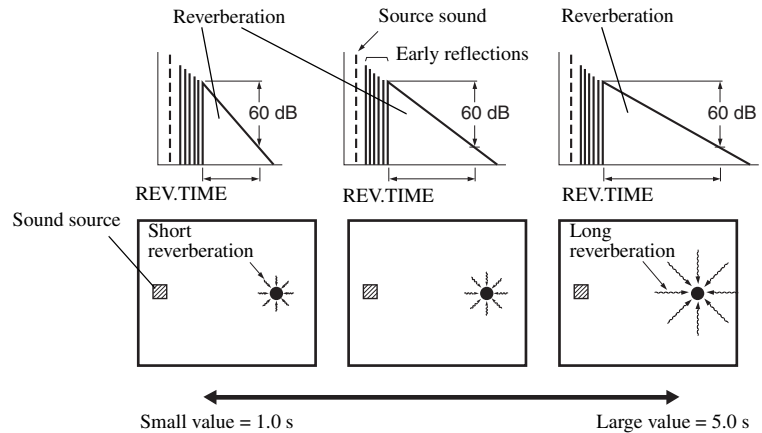 Reverberation
Source sound
Reverberation
Early reflections
60 dB
60 dB
60 dB
REV.TIME
REV.TIME
REV.TIME
Sound source
Short
reverberation
Long
reverberation
Small value = 1.0 s
Large value = 5.0 s